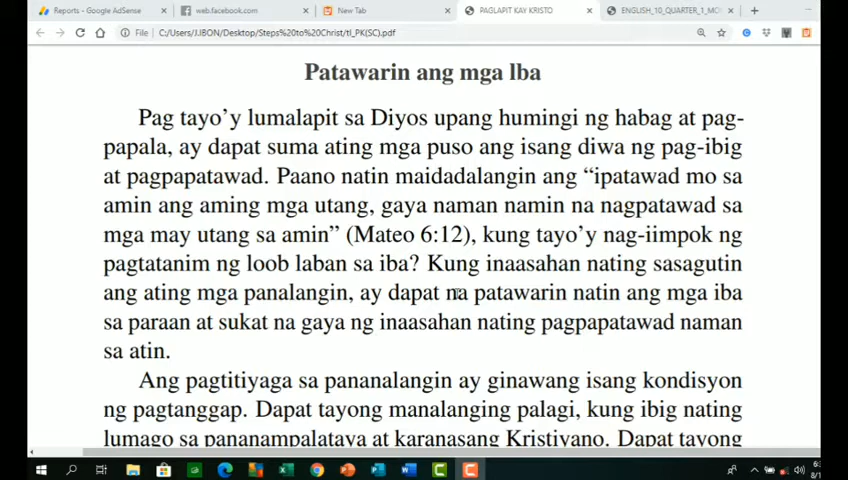 Reports - Google AdSense
web.facebook.com
New Tab
PAGLAPIT KAY KRISTO
ENGLISH_10_QUARTER_1_MO
File
C:/Users/J.IBON/Desktop/Steps%20to%20Christ/tl_PK(SC).pdf
Patawarin ang mga Iba
Pag tayo'y lumalapit sa Diyos upang humingi ng habag at pag-
papala, ay dapat suma ating mga puso ang isang diwa ng pag-ibig
at pagpapatawad. Paano natin maidadalangin ang “ipatawad mo sa
amin ang aming mga utang, gaya naman namin na nagpatawad sa
mga may utang sa amin” (Mateo 6:12), kung tayo'y nag-iimpok ng
pagtatanim ng loob laban sa iba? Kung inaasahan nating sasagutin
ang ating mga panalangin, ay dapat na patawarin natin ang mga iba
sa paraan at sukat na gaya ng inaasahan nating pagpapatawad naman
sa atin.
Ang pagtitiyaga sa pananalangin ay ginawang isang kondisyon
ng pagtanggap. Dapat tayong manalanging palagi, kung ibig nating
lumago sa pananampalataya at karanasang Kristiyano. Dapat tayong